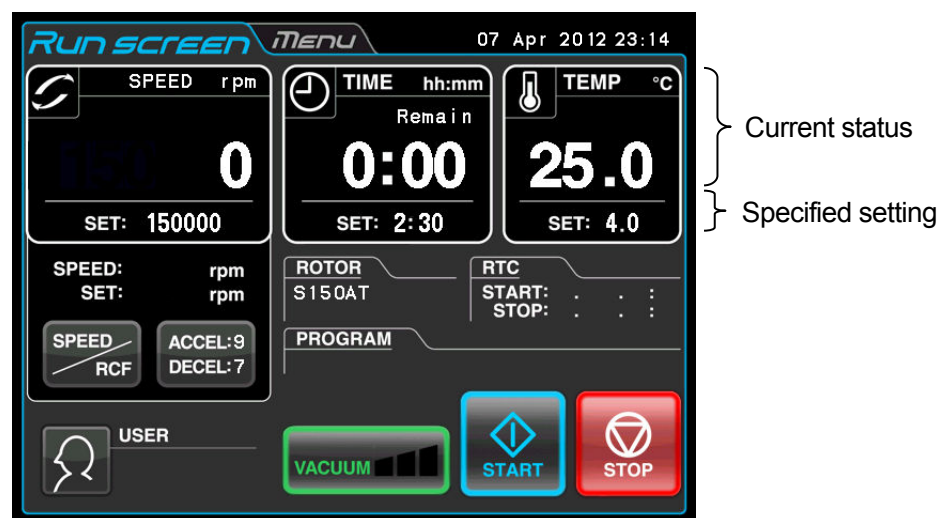 Run screen Menu 07 Apr 2012 23:14
SPEED rpm
0
SET: 150000
TIME hh:mm
Remain
0:00
SET: 2:30
TEMP °C
25.0
SET: 4.0
Current status
Specified setting
SPEED: rpm
SET: rpm
SPEED/RCF
ACCEL:9
DECEL:7
ROTOR
S150AT
RTC
START: . . :
STOP: . . :
PROGRAM
USER
VACUUM
START
STOP